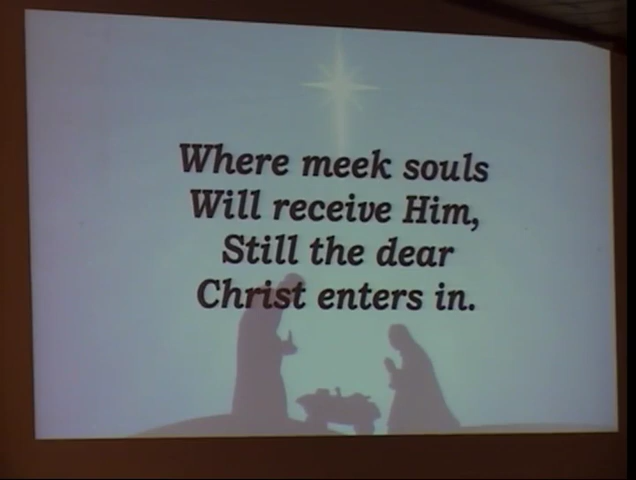 Where meek souls
Will receive Him,
Still the dear
Christ enters in.